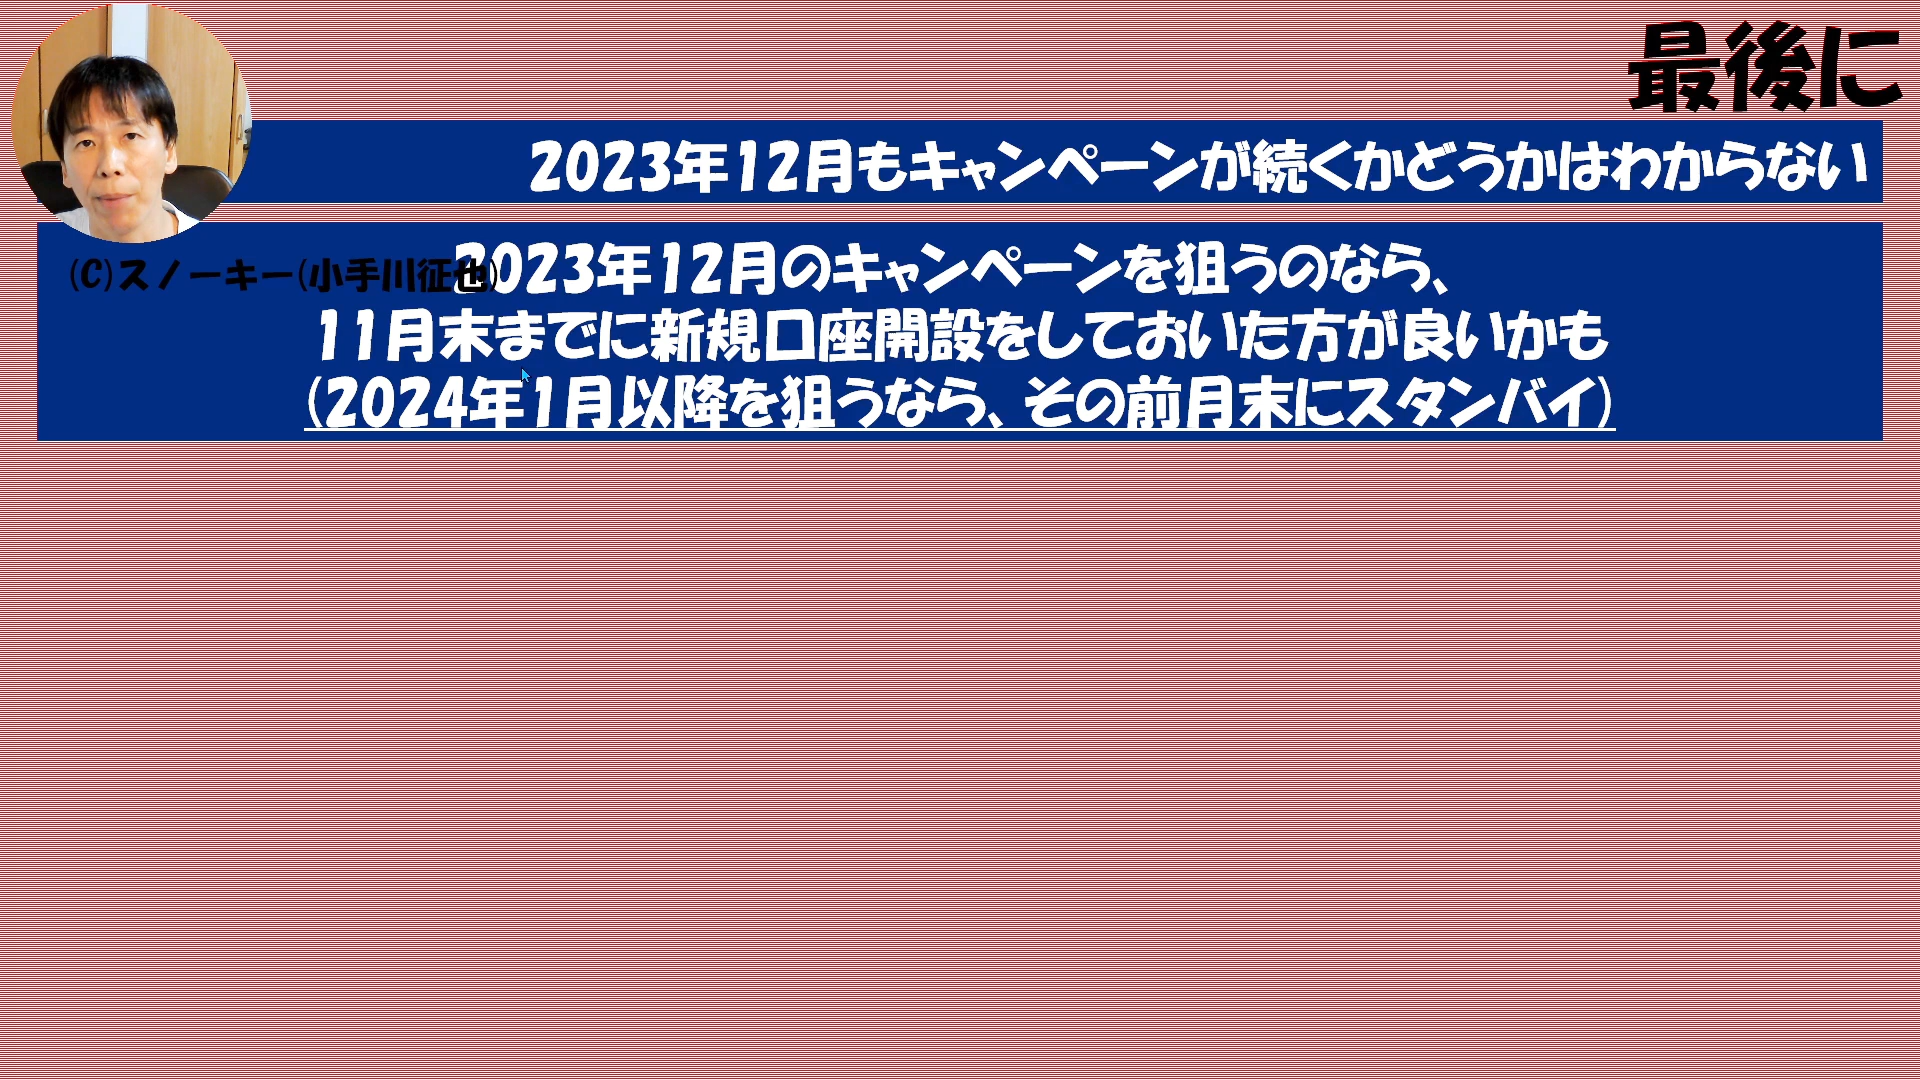 最後に
2023年12月もキャンペーンが続くかどうかはわからない
(C)スノーキー(小手川征也)
2023年12月のキャンペーンを狙うのなら、
11月末までに新規口座開設をしておいた方が良いかも
(2024年1月以降を狙うなら、その前月末にスタンバイ)